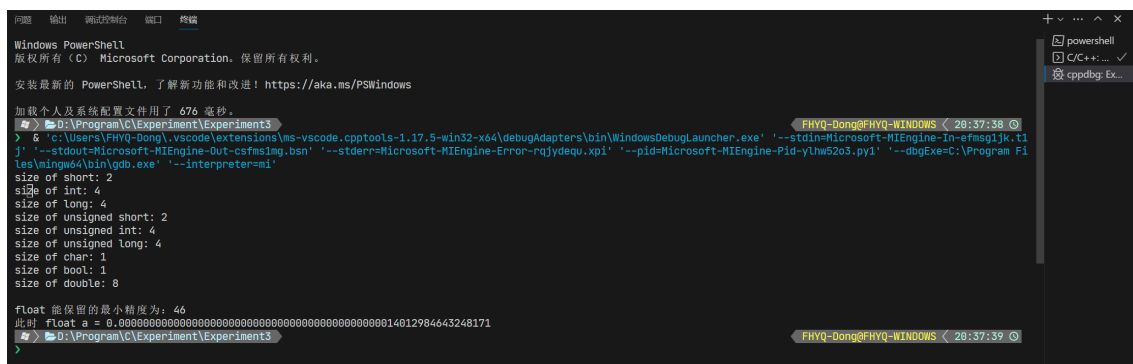 问题 输出 调试控制台 端口 终端
Windows PowerShell
版权所有（C） Microsoft Corporation。保留所有权利。
安装最新的 PowerShell，了解新功能和改进！https://aka.ms/PSWindows
加载个人及系统配置文件用了 676 毫秒。
D:\Program\C\Experiment\Experiment3 FHYQ-Dong@FHYQ-WINDOWS 20:37:38
& 'c:\Users\FHYQ-Dong\.vscode\extensions\ms-vscode.cpptools-1.17.5-win32-x64\debugAdapters\bin\WindowsDebugLauncher.exe' '--stdin=Microsoft-MIEngine-In-efmsg1jk.t1
j' '--stdout=Microsoft-MIEngine-Out-csfms1mg.bsn' '--stderr=Microsoft-MIEngine-Error-rqjydequ.xpi' '--pid=Microsoft-MIEngine-Pid-ylhw52o3.py1' '--dbgExe=C:\Program Fi
les\mingw64\bin\gdb.exe' '--interpreter=mi'
size of short: 2
size of int: 4
size of long: 4
size of unsigned short: 2
size of unsigned int: 4
size of unsigned long: 4
size of char: 1
size of bool: 1
size of double: 8
float 能保留的最小精度为: 46
此时 float a = 0.0000000000000000000000000000000000000000000014012984643248171
D:\Program\C\Experiment\Experiment3 FHYQ-Dong@FHYQ-WINDOWS 20:37:39
powershell
C/C++: ...
cppdbg: Ex...